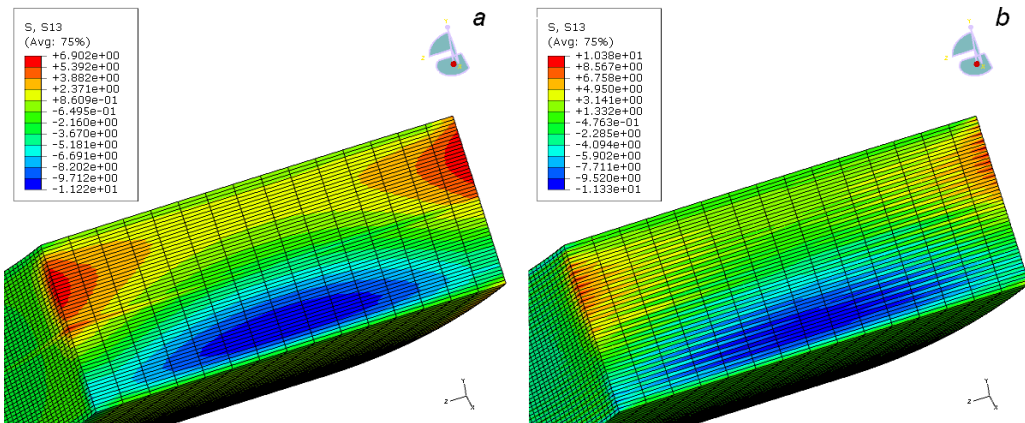 S, S13
(Avg: 75%)
+6.902e+00
+5.392e+00
+3.882e+00
+2.371e+00
+8.609e-01
-6.495e-01
-2.160e+00
-3.670e+00
-5.181e+00
-6.691e+00
-8.202e+00
-9.712e+00
-1.122e+01
Y
Z
a
Y
Z
X
S, S13
(Avg: 75%)
+1.038e+01
+8.567e+00
+6.758e+00
+4.950e+00
+3.141e+00
+1.332e+00
-4.763e-01
-2.285e+00
-4.094e+00
-5.902e+00
-7.711e+00
-9.520e+00
-1.133e+01
Y
Z
b
Y
Z
X